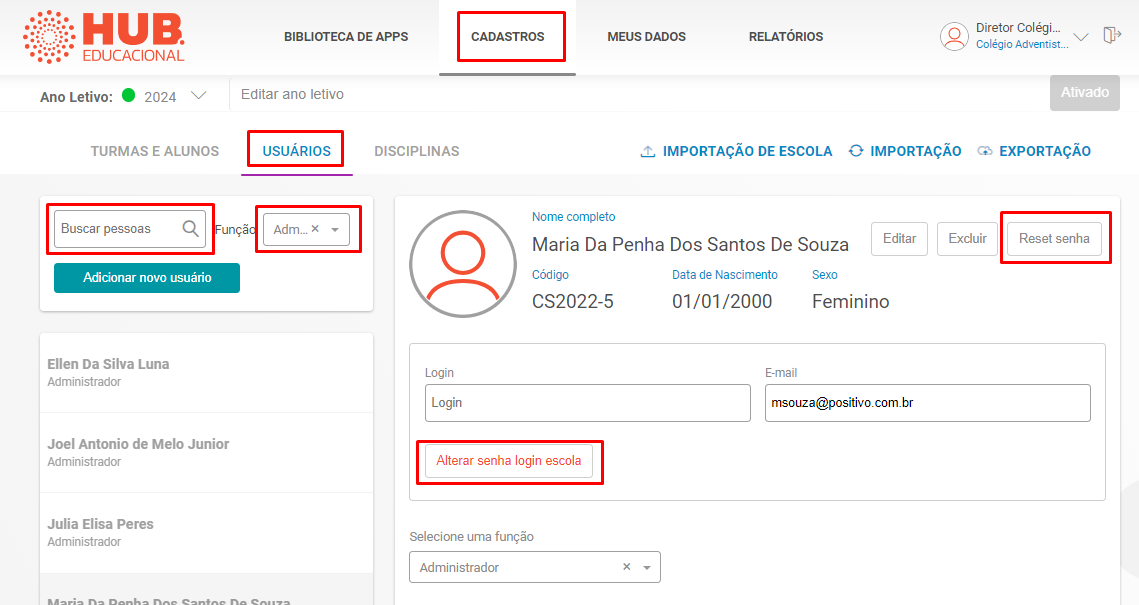 HUB
EDUCACIONAL
BIBLIOTECA DE APPS
CADASTROS
MEUS DADOS
RELATÓRIOS
Diretor Colégi...
Colégio Adventist...
Ano Letivo: 2024
Editar ano letivo
Ativado
TURMAS E ALUNOS
USUÁRIOS
DISCIPLINAS
IMPORTAÇÃO DE ESCOLA
IMPORTAÇÃO
EXPORTAÇÃO
Buscar pessoas
Função
Adm... ×
Adicionar novo usuário
Ellen Da Silva Luna
Administrador
Joel Antonio de Melo Junior
Administrador
Julia Elisa Peres
Administrador
Maria Da Penha Dos Santos De Souza
Nome completo
Maria Da Penha Dos Santos De Souza
Editar
Excluir
Reset senha
Código
Data de Nascimento
Sexo
CS2022-5
01/01/2000
Feminino
Login
E-mail
Login
msouza@positivo.com.br
Alterar senha login escola
Selecione uma função
Administrador ×